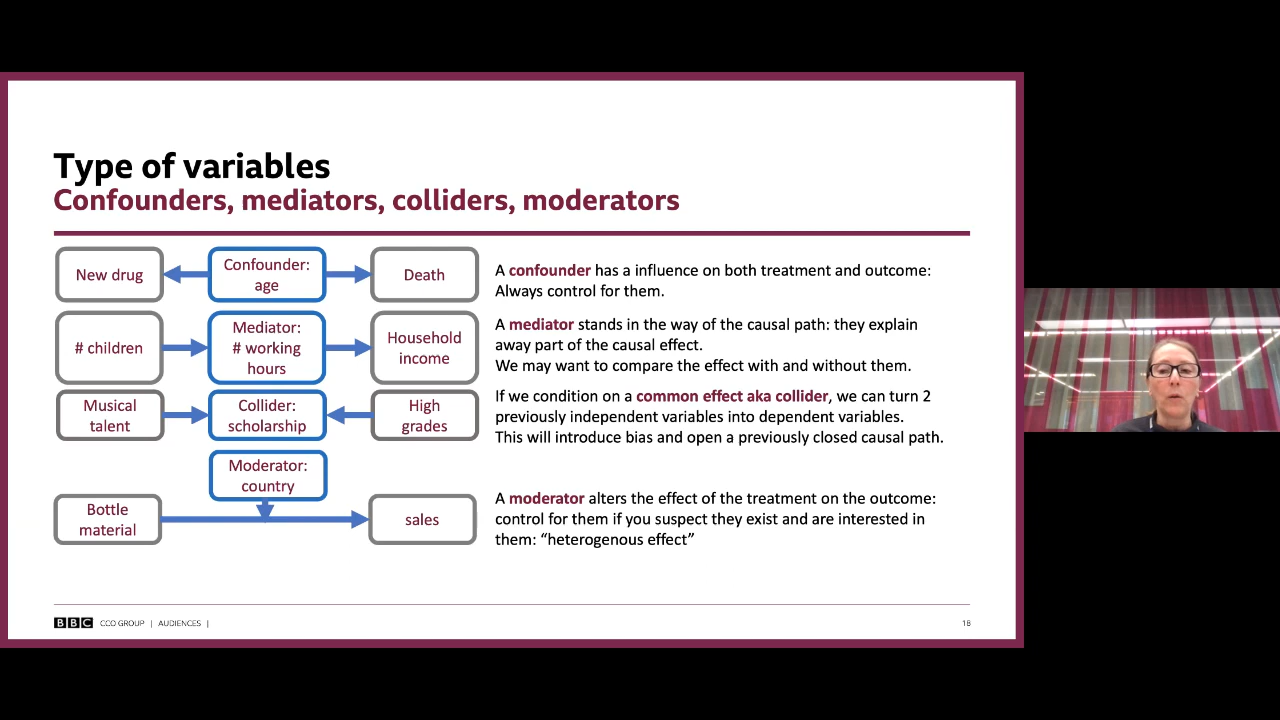 Type of variables
Confounders, mediators, colliders, moderators
New drug
Confounder:
age
Death
A confounder has a influence on both treatment and outcome:
Always control for them.
# children
Mediator:
# working
hours
Household
income
A mediator stands in the way of the causal path: they explain
away part of the causal effect.
We may want to compare the effect with and without them.
Musical
talent
Collider:
scholarship
High
grades
If we condition on a common effect aka collider, we can turn 2
previously independent variables into dependent variables.
This will introduce bias and open a previously closed causal path.
Moderator:
country
Bottle
material
sales
A moderator alters the effect of the treatment on the outcome:
control for them if you suspect they exist and are interested in
them: “heterogenous effect”
BBC CCO GROUP | AUDIENCES |
18